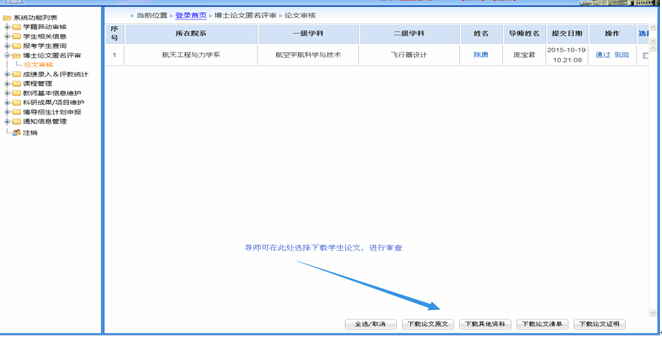 系统功能列表
学籍异动审核
学生相关信息
报考学生查询
博士论文匿名评审
论文审核
成绩录入&评教统计
课程管理
教师基本信息维护
科研成果/项目维护
博导招生计划申报
通知信息管理
注销
» 当前位置 » 登录首页 » 博士论文匿名评审 » 论文审核
序号 所在院系 一级学科 二级学科 姓名 导师姓名 提交日期 操作
1 航天工程与力学系 航空宇航科学与技术 飞行器设计 陈勇 庞宝君 2015-10-19 10:21:08 通过 驳回
导师可在此处选择下载学生论文，进行审查
全选/取消 下载论文原文 下载其他资料 下载论文清单 下载论文证明